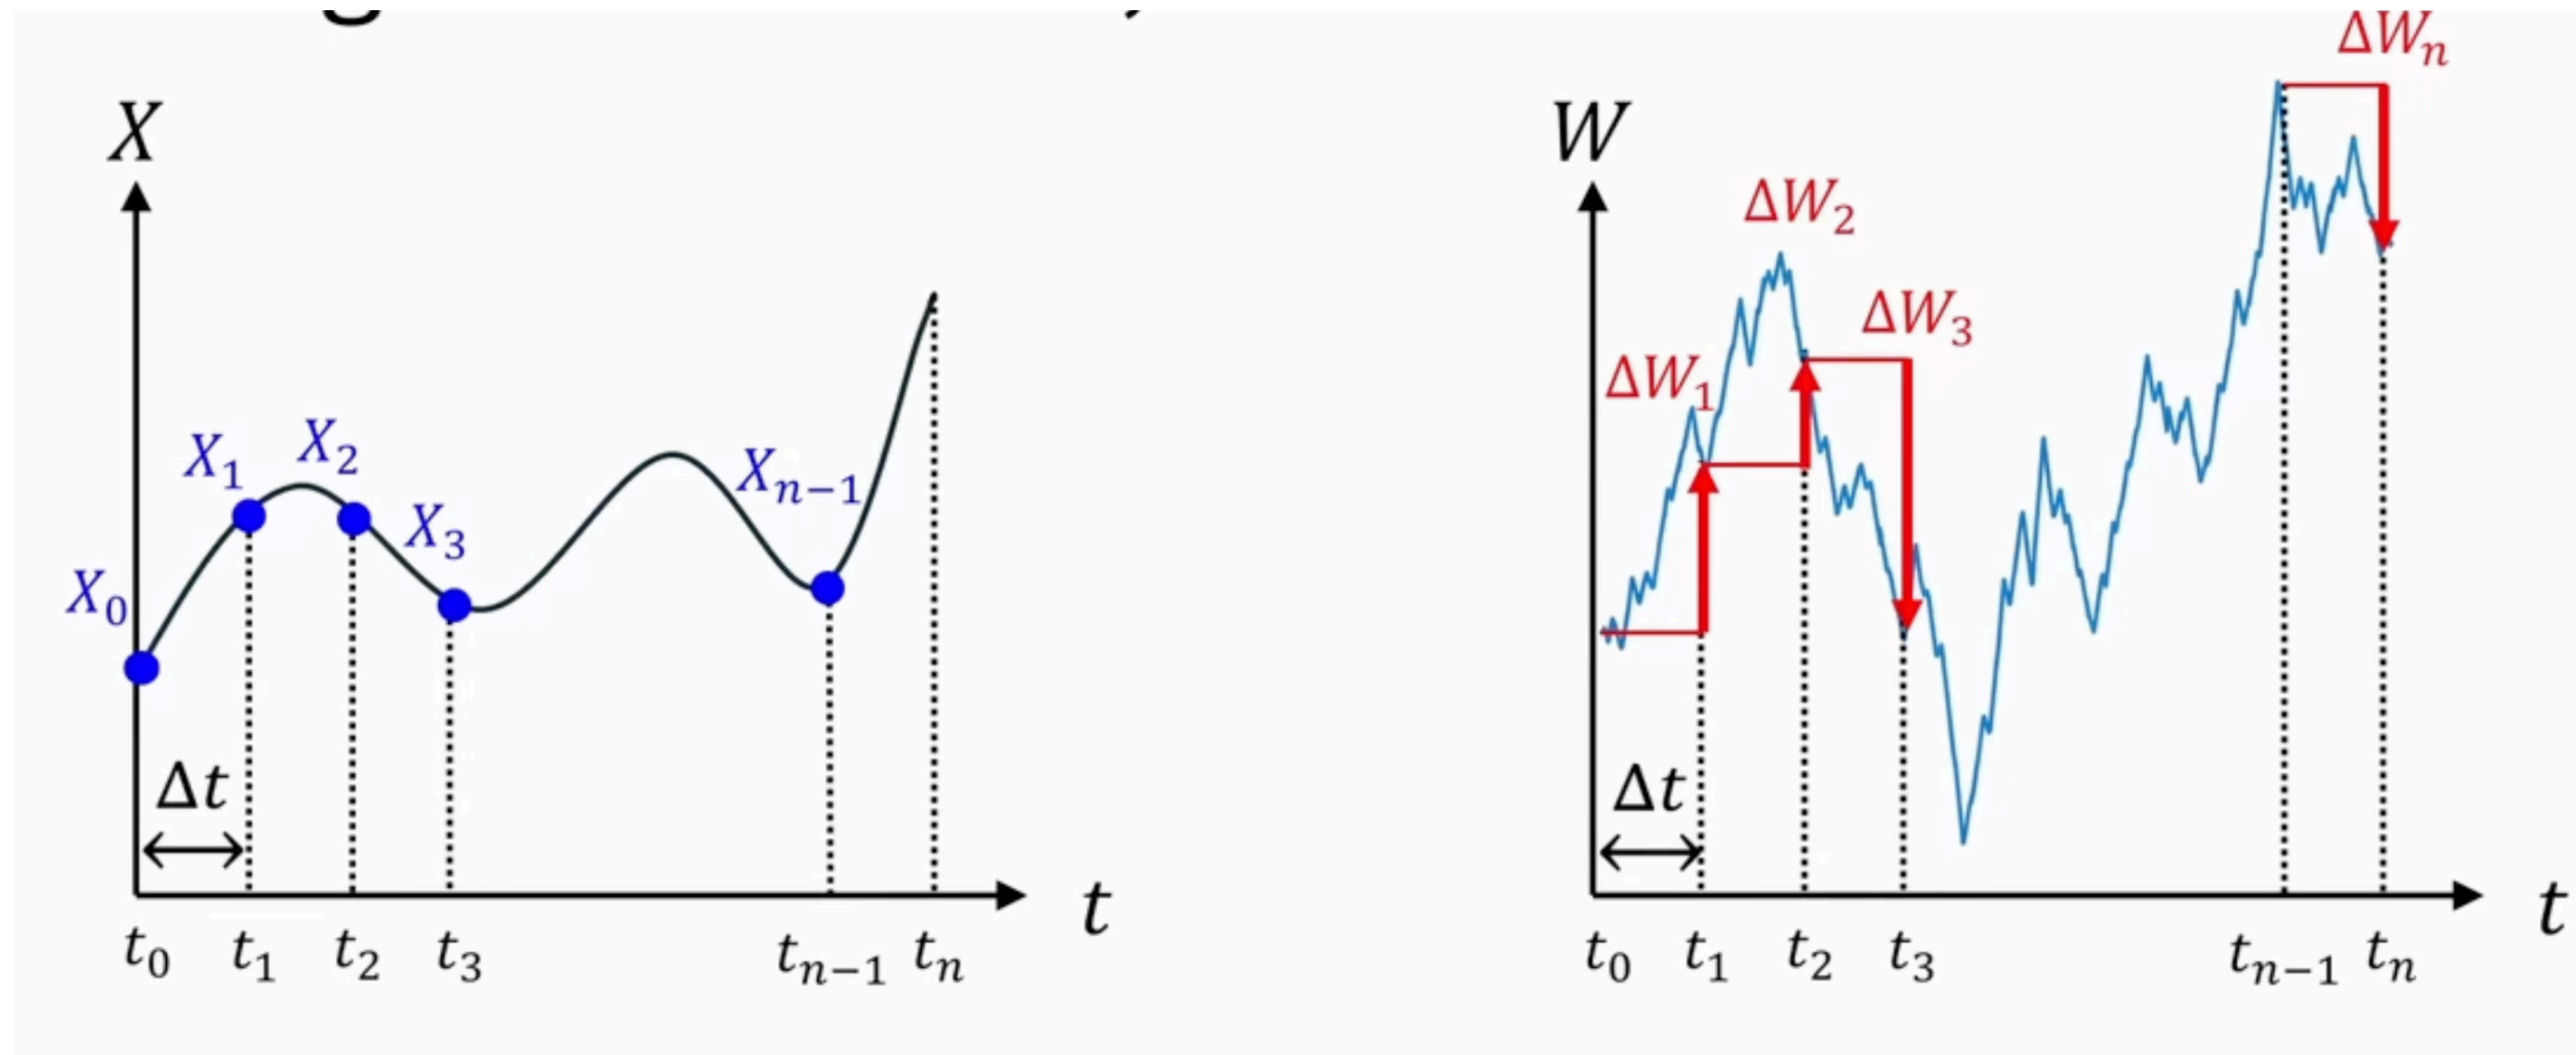 X
X₀
X₁
X₂
X₃
Xₙ₋₁
Δt
t
t₀ t₁ t₂ t₃ tₙ₋₁ tₙ
W
ΔW₁
ΔW₂
ΔW₃
ΔWₙ
Δt
t
t₀ t₁ t₂ t₃ tₙ₋₁ tₙ